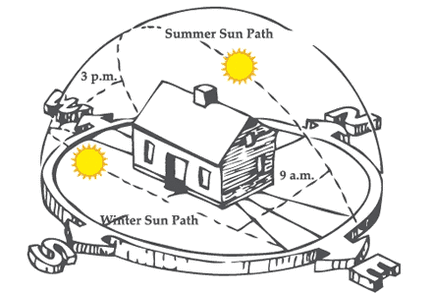 Summer Sun Path
3 p.m.
W
N
9 a.m.
Winter Sun Path
S
E